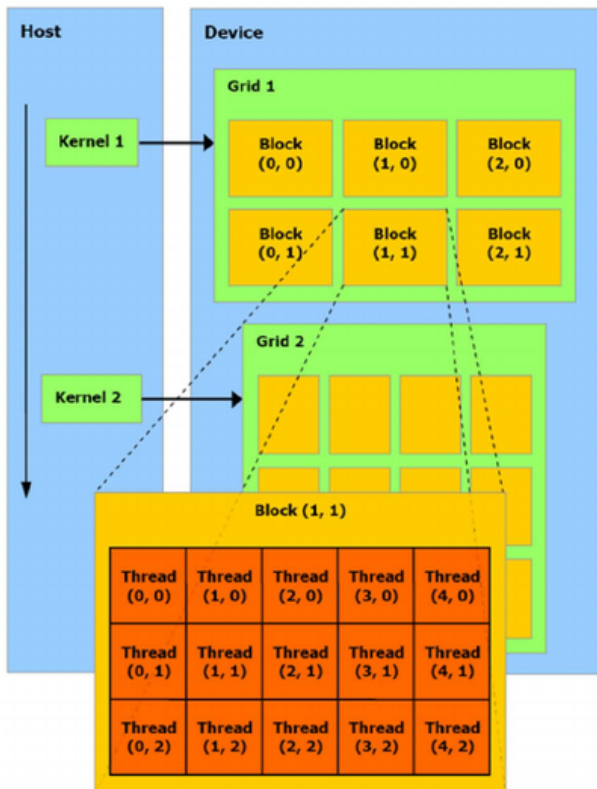 Host
Device
Grid 1
Kernel 1
Block
(0, 0)
Block
(1, 0)
Block
(2, 0)
Block
(0, 1)
Block
(1, 1)
Block
(2, 1)
Grid 2
Kernel 2
Block (1, 1)
Thread
(0, 0)
Thread
(1, 0)
Thread
(2, 0)
Thread
(3, 0)
Thread
(4, 0)
Thread
(0, 1)
Thread
(1, 1)
Thread
(2, 1)
Thread
(3, 1)
Thread
(4, 1)
Thread
(0, 2)
Thread
(1, 2)
Thread
(2, 2)
Thread
(3, 2)
Thread
(4, 2)